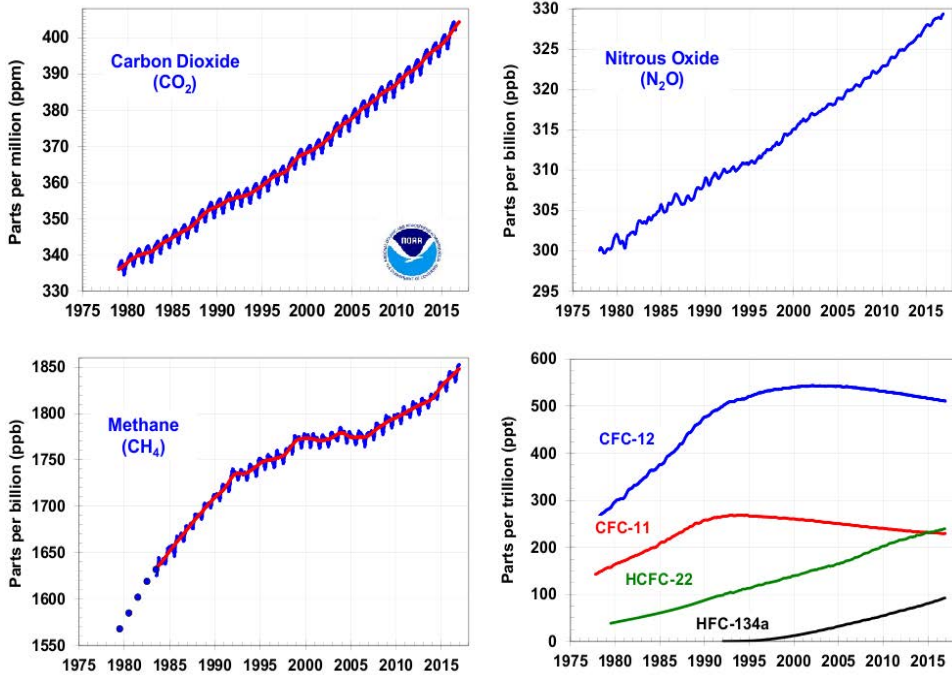 Parts per million (ppm)
400
390
380
370
360
350
340
330
Carbon Dioxide
(CO₂)
NOAA
1975 1980 1985 1990 1995 2000 2005 2010 2015
Parts per billion (ppb)
330
325
320
315
310
305
300
295
Nitrous Oxide
(N₂O)
1975 1980 1985 1990 1995 2000 2005 2010 2015
Parts per billion (ppb)
1850
1800
1750
1700
1650
1600
1550
Methane
(CH₄)
1975 1980 1985 1990 1995 2000 2005 2010 2015
Parts per trillion (ppt)
600
500
400
300
200
100
0
CFC-12
CFC-11
HCFC-22
HFC-134a
1975 1980 1985 1990 1995 2000 2005 2010 2015